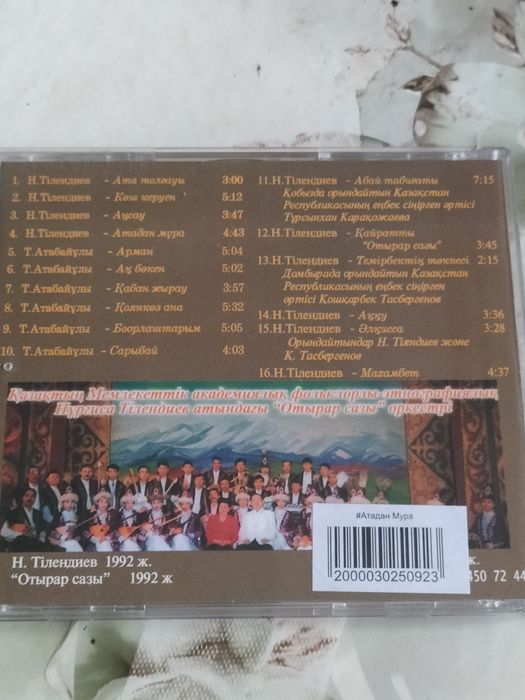 1. Н.Тілендиев - Ата толғауы 3:00
2. Н.Тілендиев - Көш керуен 5:12
3. Н.Тілендиев - Аұсау 3:47
4. Н.Тілендиев - Атадан мұра 4:43
5. Т.Атабайұлы - Арман 5:04
6. Т.Атабайұлы - Ақ бөкен 5:02
7. Т.Атабайұлы - Қабан жырау 3:57
8. Т.Атабайұлы - Қоянкөз ана 5:32
9. Т.Атабайұлы - Боорлаштарым 5:05
10. Т.Атабайұлы - Сарыбай 4:03
11.Н.Тілендиев - Абай табиғаты 7:15
Қобызда орындайтын Қазақстан
Республикасының еңбек сіңірген әртісі
Тұрсынхан Қарақожаева
12.Н.Тілендиев - Қайратты
“Отырар сазы” 3:45
13.Н.Тілендиев - Темірбектің төкпесі 2:15
Домбырада орындайтын Қазақстан
Республикасының еңбек сіңірген
әртісі Қошқарбек Тасбергенов
14.Н.Тілендиев - Аққу 3:36
15.Н.Тілендиев - Әлқисса 3:28
Орындайтындар Н. Тілендиев және
Қ. Тасбергенов
16.Н.Тілендиев - Махамбет 4:37
Қазақтың Мемлекеттік академиялық фольклорлы-этнографиялық
Нұрғиса Тілендиев атындағы “Отырар сазы” оркестрі
#Атадан Мура
2000030250923
Н. Тілендиев 1992 ж.
“Отырар сазы” 1992 ж
ж.
450 72 44